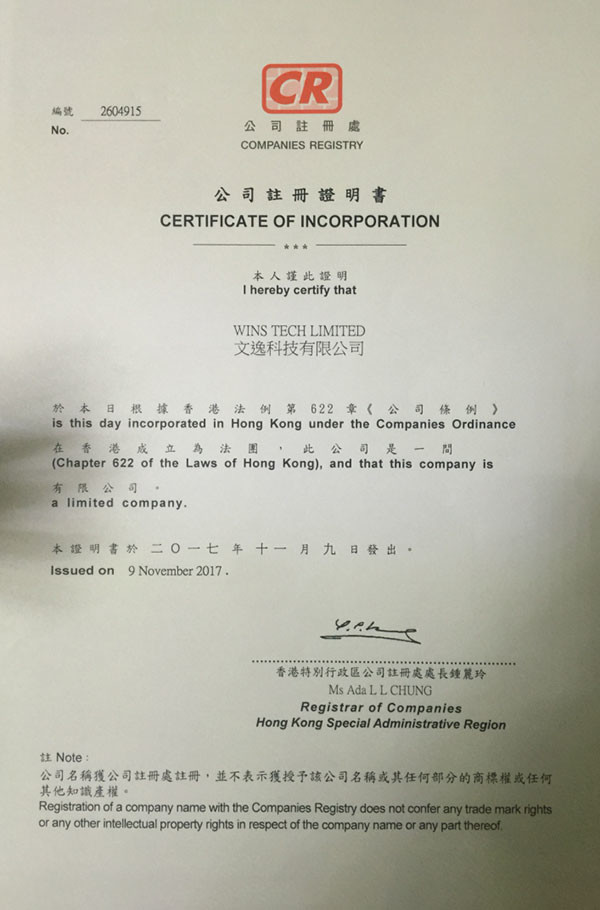 CR
編號 2604915
No.
公司註冊處
COMPANIES REGISTRY
公司註冊證明書
CERTIFICATE OF INCORPORATION
***
本人謹此證明
I hereby certify that
WINS TECH LIMITED
文逸科技有限公司
於本日根據香港法例第622章《公司條例》
is this day incorporated in Hong Kong under the Companies Ordinance
在香港成立為法團，此公司是一間
(Chapter 622 of the Laws of Hong Kong), and that this company is
有限公司。
a limited company.
本證明書於二〇一七年十一月九日發出。
Issued on 9 November 2017.
香港特別行政區公司註冊處處長鍾麗玲
Ms Ada L L CHUNG
Registrar of Companies
Hong Kong Special Administrative Region
註 Note:
公司名稱獲公司註冊處註冊，並不表示獲授予該公司名稱或其任何部分的商標權或任何
其他知識產權。
Registration of a company name with the Companies Registry does not confer any trade mark rights
or any other intellectual property rights in respect of the company name or any part thereof.